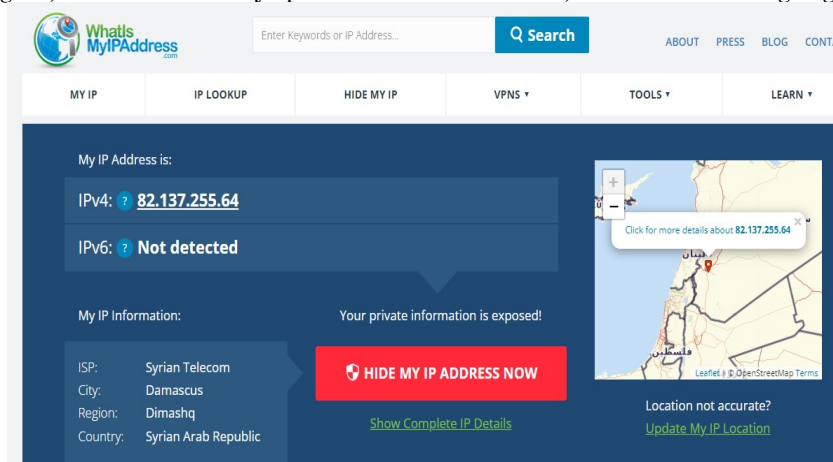 WhatIs
MyIPAddress
.com
Enter Keywords or IP Address...
Search
ABOUT PRESS BLOG CONT
MY IP IP LOOKUP HIDE MY IP VPNS TOOLS LEARN
My IP Address is:
IPv4: ? 82.137.255.64
IPv6: ? Not detected
+
−
Click for more details about 82.137.255.64 ×
لبنان
فلسطين
Leaflet | © OpenStreetMap Terms
My IP Information:
Your private information is exposed!
ISP: Syrian Telecom
City: Damascus
Region: Dimashq
Country: Syrian Arab Republic
HIDE MY IP ADDRESS NOW
Show Complete IP Details
Location not accurate?
Update My IP Location